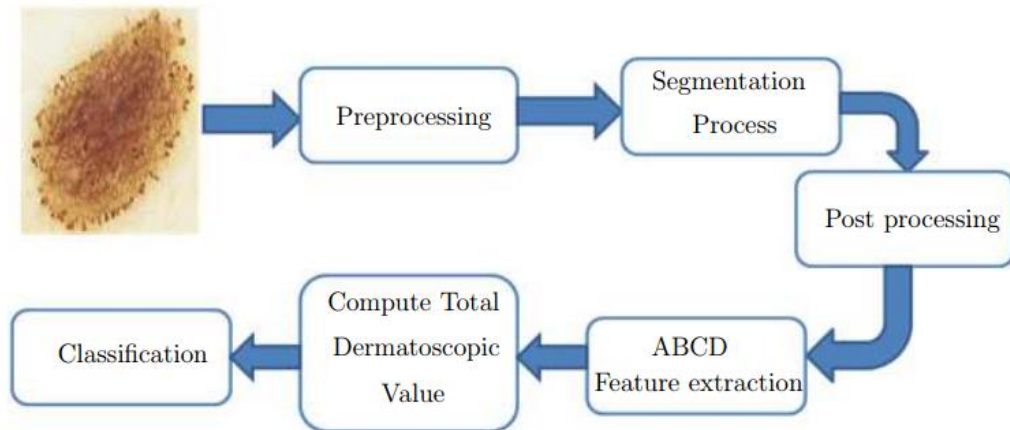 Preprocessing
Segmentation
Process
Post processing
ABCD
Feature extraction
Compute Total
Dermatoscopic
Value
Classification